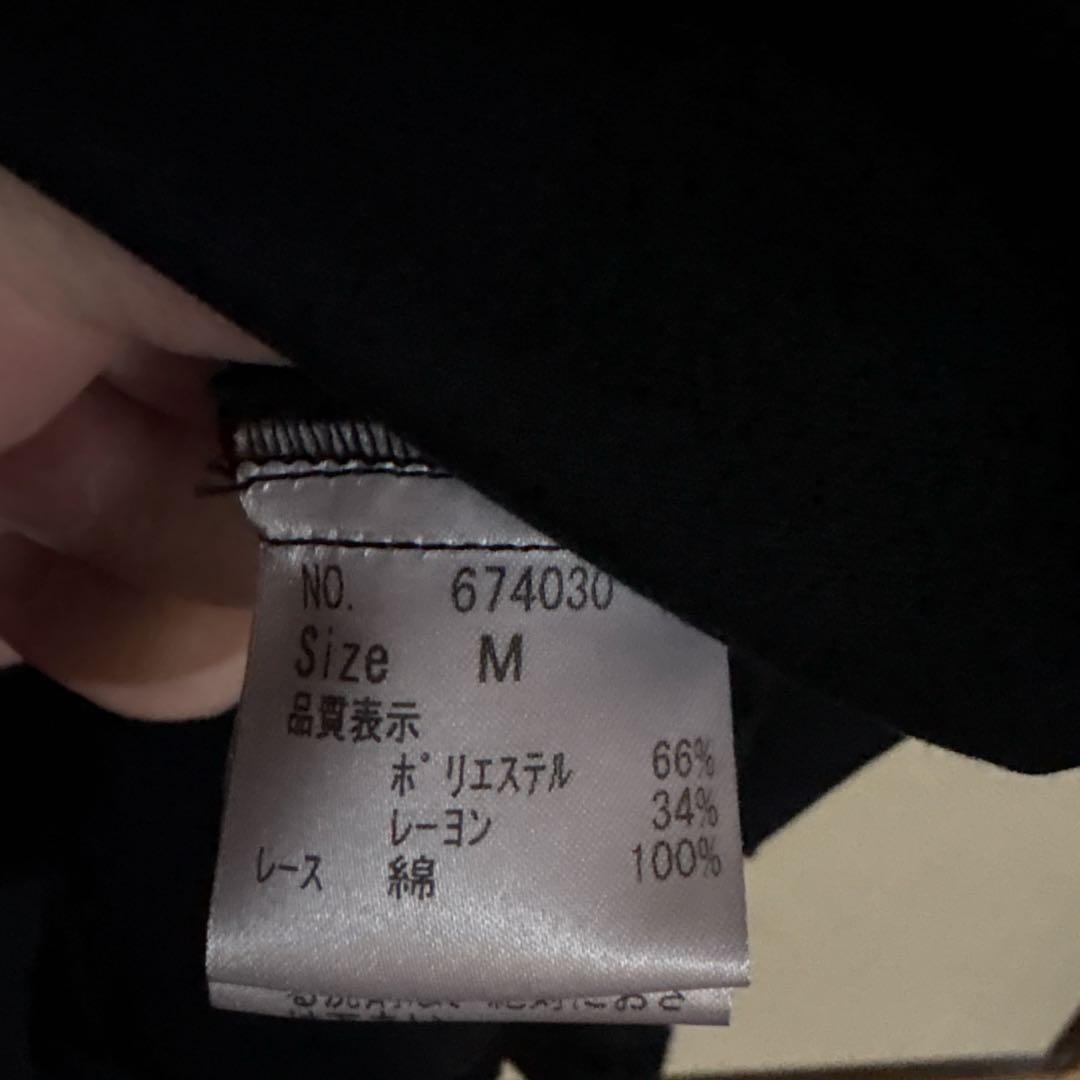 NO. 674030
Size M
品質表示
ポリエステル 66%
レーヨン 34%
レース 綿 100%